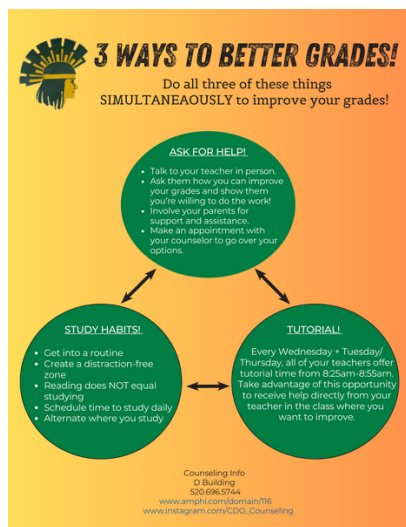 3 WAYS TO BETTER GRADES!
Do all three of these things
SIMULTANEAOUSLY to improve your grades!
ASK FOR HELP!
• Talk to your teacher in person.
• Ask them how you can improve
your grades and show them
you're willing to do the work!
• Involve your parents for
support and assistance.
• Make an appointment with
your counselor to go over your
options.
STUDY HABITS!
• Get into a routine
• Create a distraction-free
zone
• Reading does NOT equal
studying
• Schedule time to study daily
• Alternate where you study
TUTORIAL!
Every Wednesday + Tuesday/
Thursday, all of your teachers offer
tutorial time from 8:25am-8:55am.
Take advantage of this opportunity
to receive help directly from your
teacher in the class where you
want to improve.
Counseling Info
D Building
520.696.5744
www.amphi.com/domain/116
www.instagram.com/CDO_Counseling